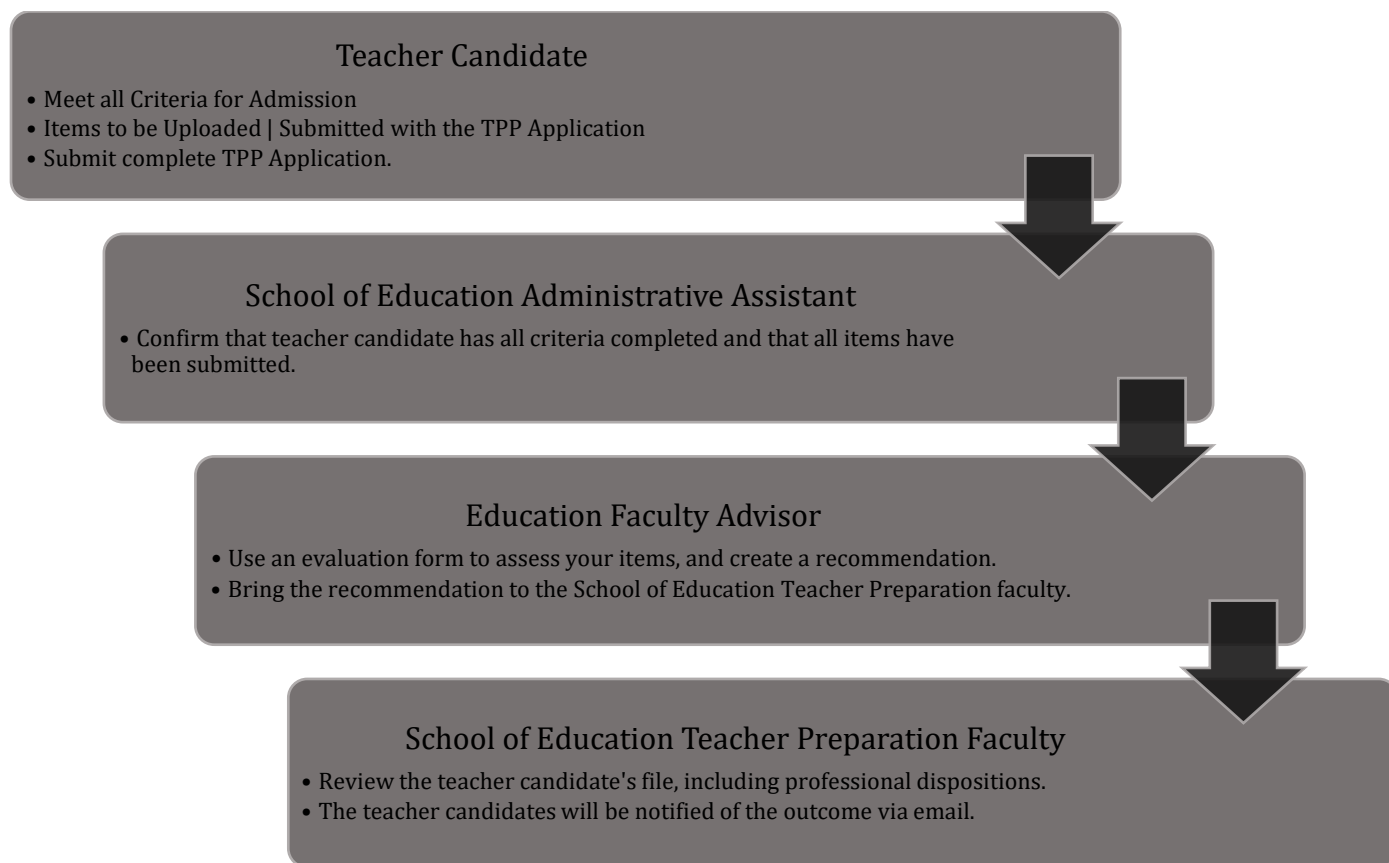 Teacher Candidate
• Meet all Criteria for Admission
• Items to be Uploaded | Submitted with the TPP Application
• Submit complete TPP Application.
School of Education Administrative Assistant
• Confirm that teacher candidate has all criteria completed and that all items have
been submitted.
Education Faculty Advisor
• Use an evaluation form to assess your items, and create a recommendation.
• Bring the recommendation to the School of Education Teacher Preparation faculty.
School of Education Teacher Preparation Faculty
• Review the teacher candidate's file, including professional dispositions.
• The teacher candidates will be notified of the outcome via email.